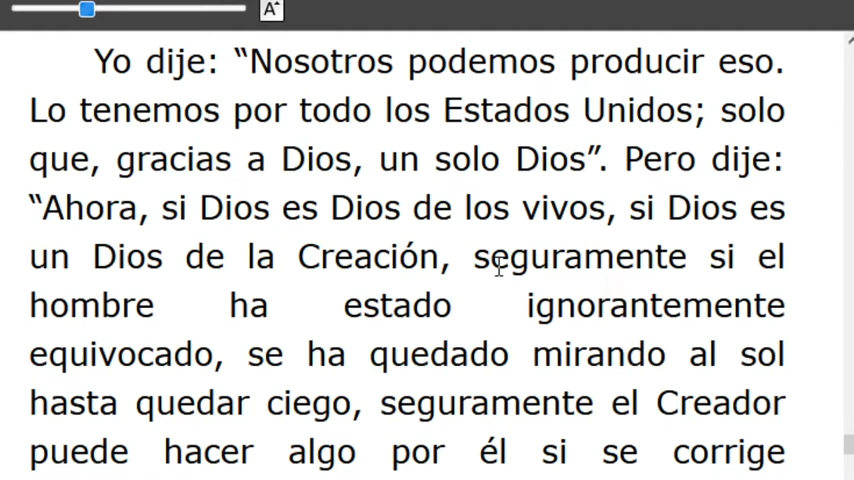 A
Yo dije: “Nosotros podemos producir eso.
Lo tenemos por todo los Estados Unidos; solo
que, gracias a Dios, un solo Dios”. Pero dije:
“Ahora, si Dios es Dios de los vivos, si Dios es
un Dios de la Creación, seguramente si el
hombre ha estado ignorantemente
equivocado, se ha quedado mirando al sol
hasta quedar ciego, seguramente el Creador
puede hacer algo por él si se corrige